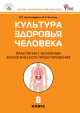 КУЛЬТУРА
ЗДОРОВЬЯ
ЧЕЛОВЕКА
ПРАКТИКУМ С ОСНОВАМИ
ЭКОЛОГИЧЕСКОГО ПРОЕКТИРОВАНИЯ
8
КЛАСС